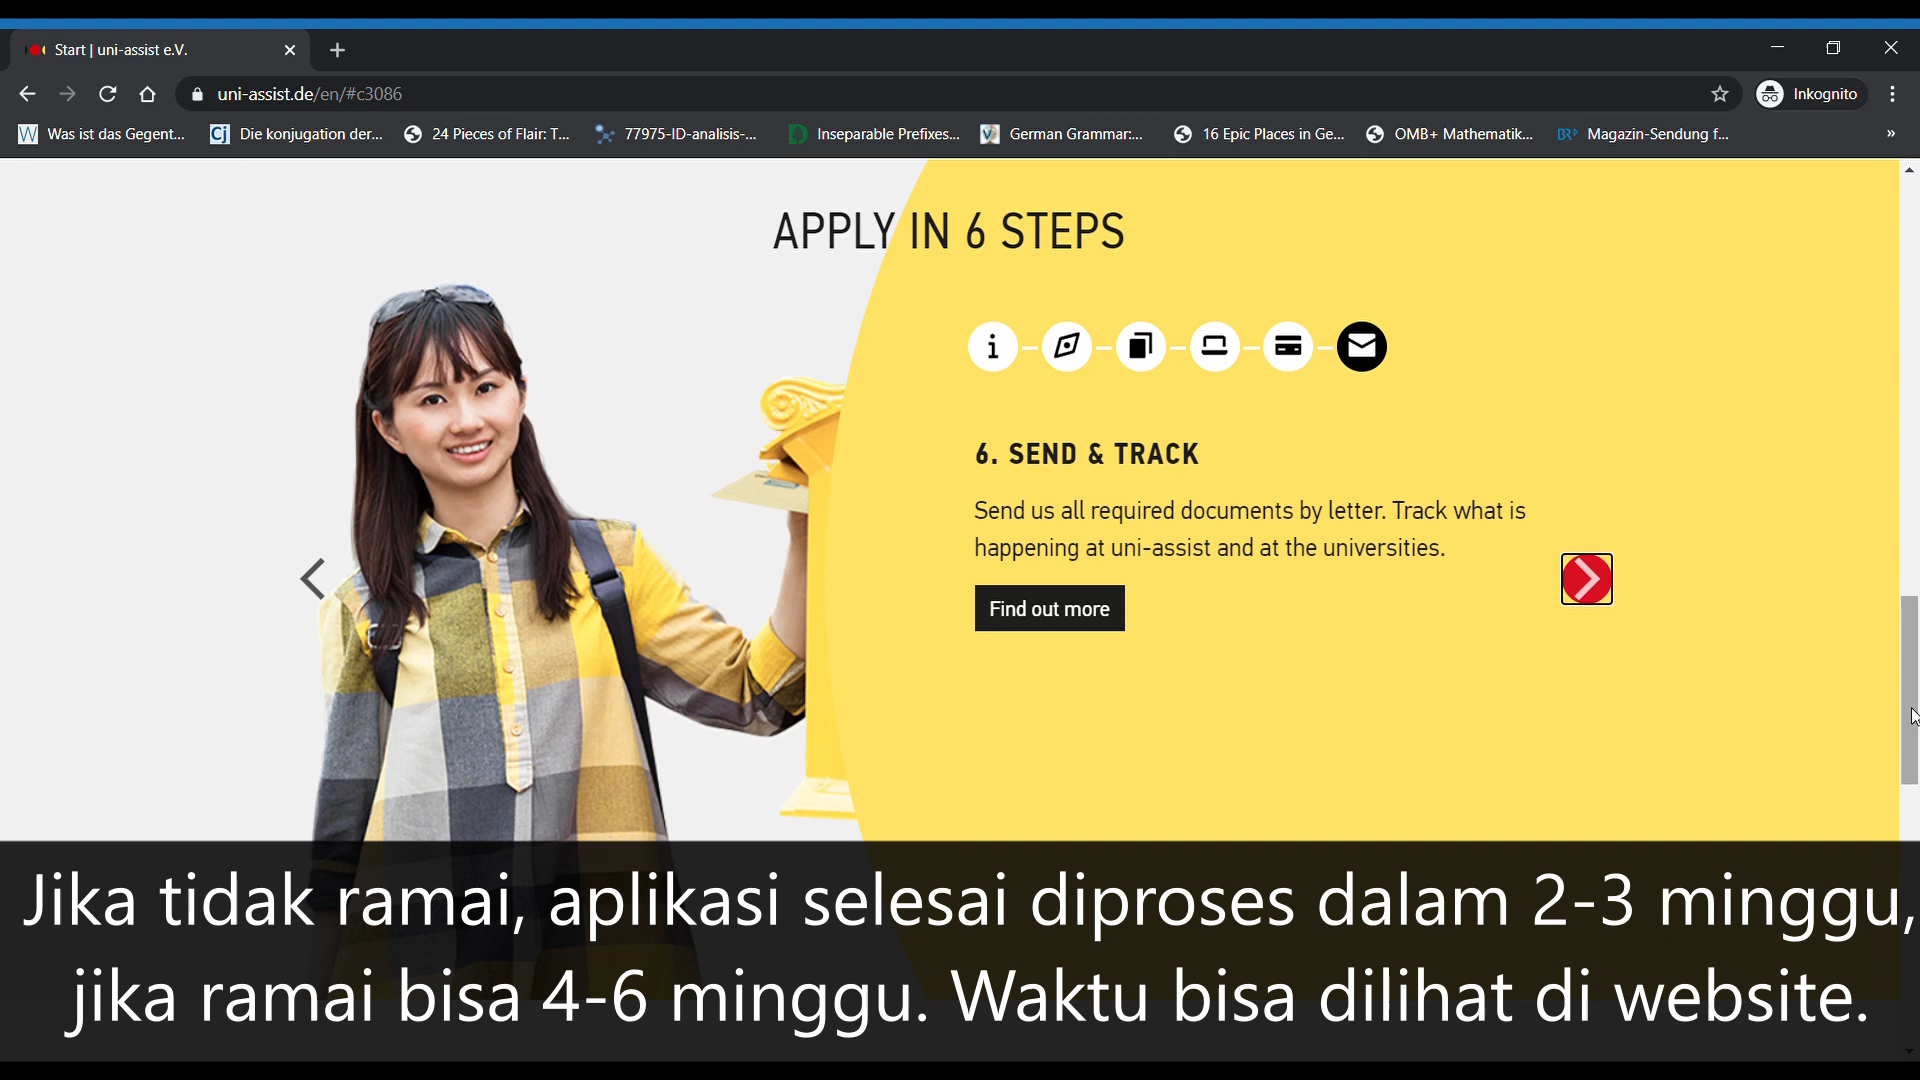 Start | uni-assist e.V.
uni-assist.de/en/#c3086
Inkognito
Was ist das Gegent...
Die konjugation der...
24 Pieces of Flair: T...
77975-ID-analisis-...
Inseparable Prefixes...
German Grammar:...
16 Epic Places in Ge...
OMB+ Mathematik...
Magazin-Sendung f...
APPLY IN 6 STEPS
6. SEND & TRACK
Send us all required documents by letter. Track what is
happening at uni-assist and at the universities.
Find out more
Jika tidak ramai, aplikasi selesai diproses dalam 2-3 minggu,
jika ramai bisa 4-6 minggu. Waktu bisa dilihat di website.